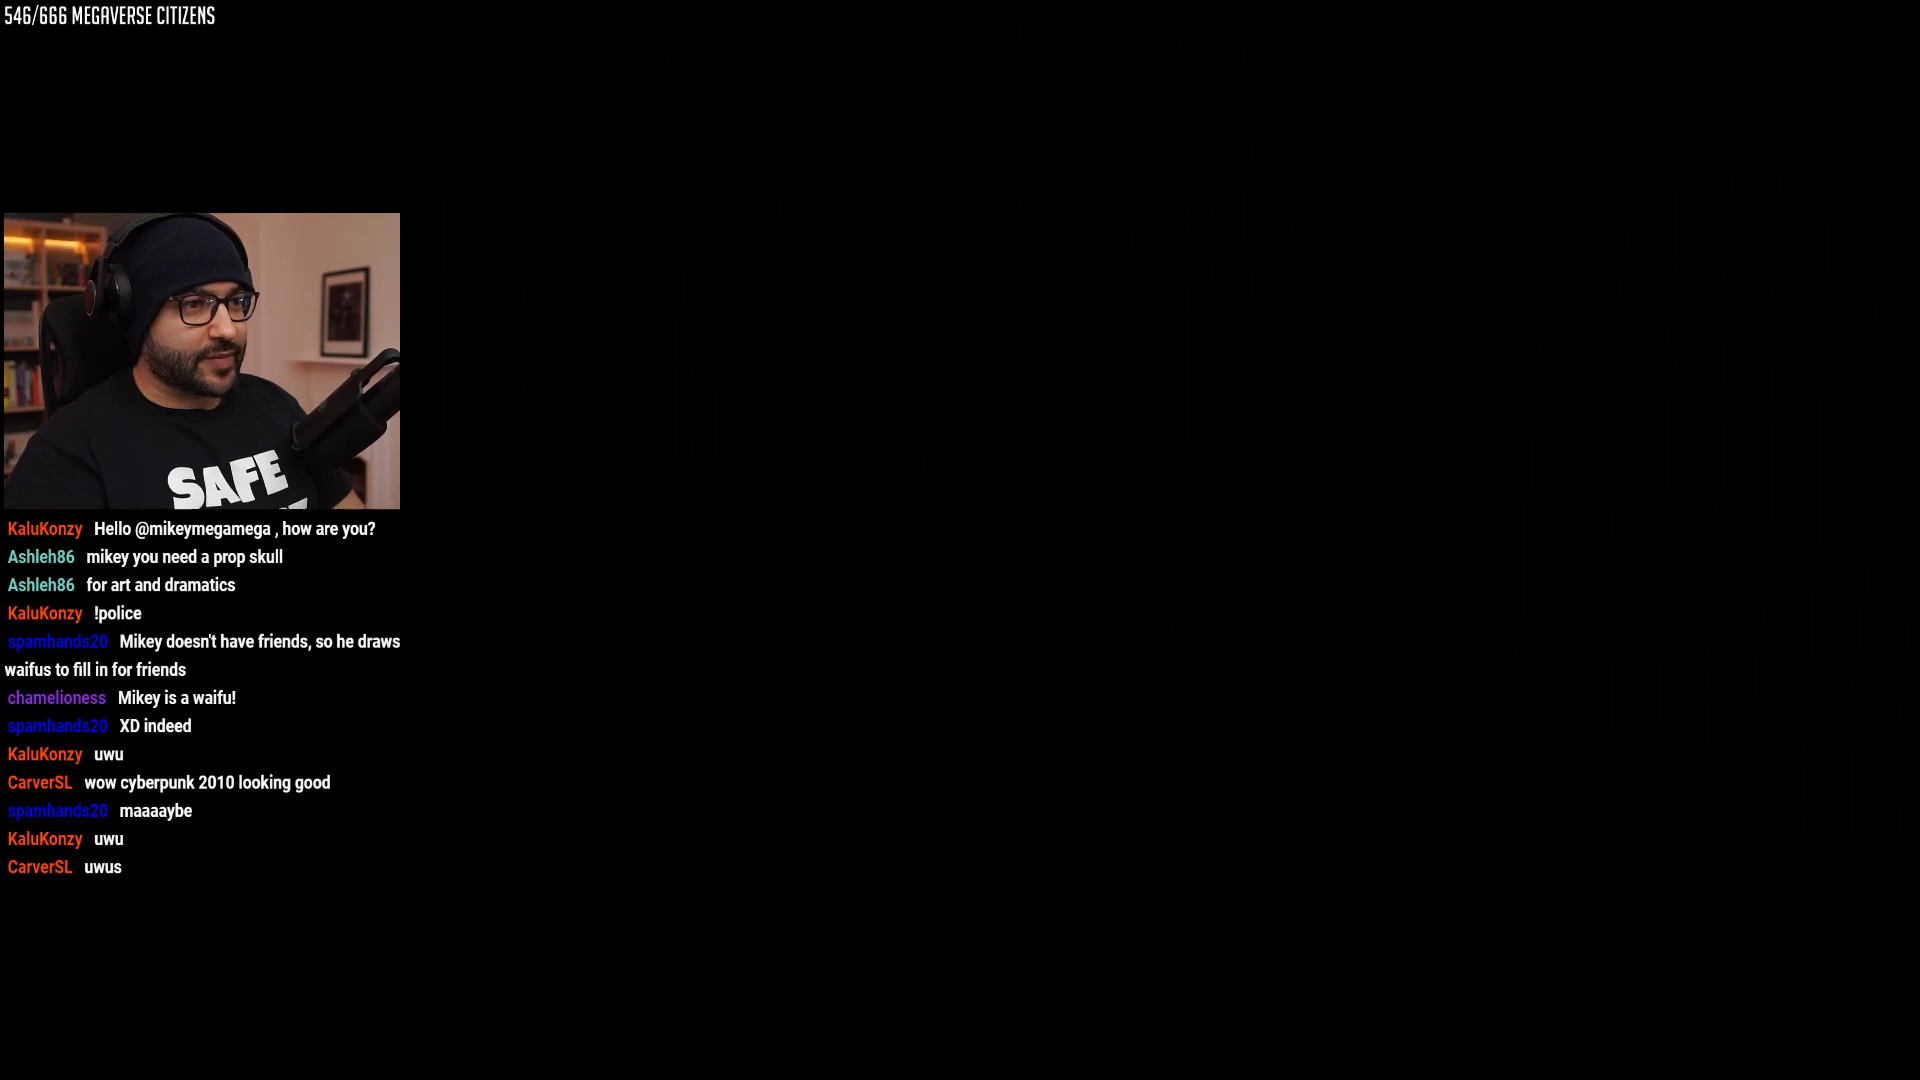 546/666 MEGAVERSE CITIZENS
SAFE
KaluKonzy Hello @mikeymegamega , how are you?
Ashleh86 mikey you need a prop skull
Ashleh86 for art and dramatics
KaluKonzy !police
spamhands20 Mikey doesn't have friends, so he draws
waifus to fill in for friends
chamelioness Mikey is a waifu!
spamhands20 XD indeed
KaluKonzy uwu
CarverSL wow cyberpunk 2010 looking good
spamhands20 maaaaybe
KaluKonzy uwu
CarverSL uwus